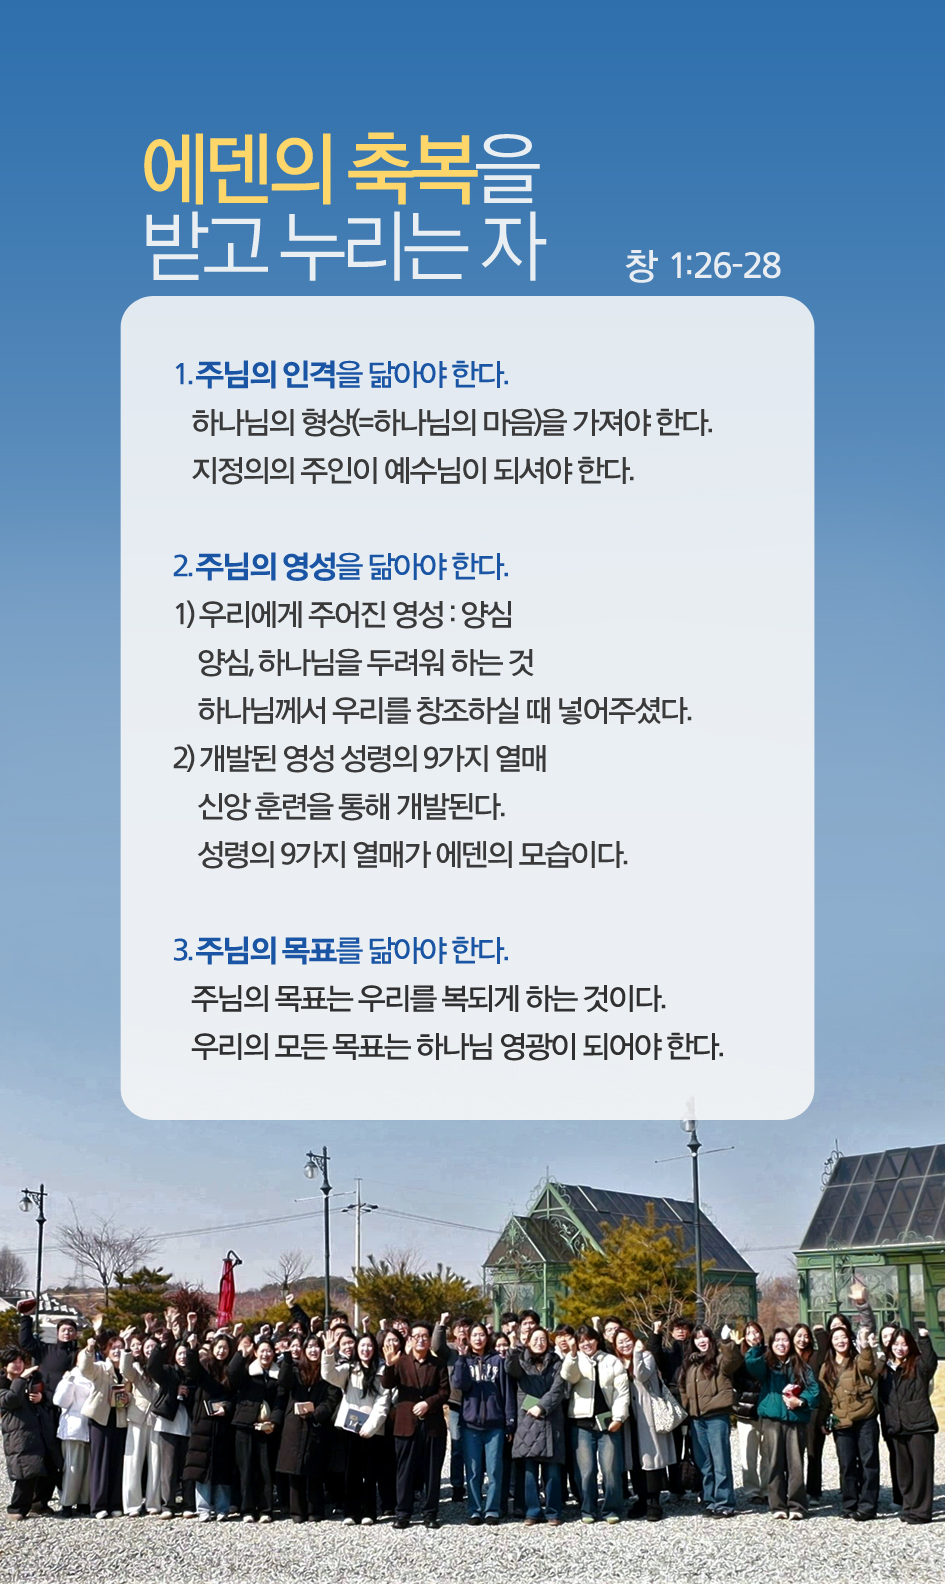 에덴의 축복을
받고 누리는 자
창 1:26-28
1. 주님의 인격을 닮아야 한다.
하나님의 형상(=하나님의 마음)을 가져야 한다.
지정의의 주인이 예수님이 되셔야 한다.
2. 주님의 영성을 닮아야 한다.
1) 우리에게 주어진 영성 : 양심
양심, 하나님을 두려워 하는 것
하나님께서 우리를 창조하실 때 넣어주셨다.
2) 개발된 영성 성령의 9가지 열매
신앙 훈련을 통해 개발된다.
성령의 9가지 열매가 에덴의 모습이다.
3. 주님의 목표를 닮아야 한다.
주님의 목표는 우리를 복되게 하는 것이다.
우리의 모든 목표는 하나님 영광이 되어야 한다.